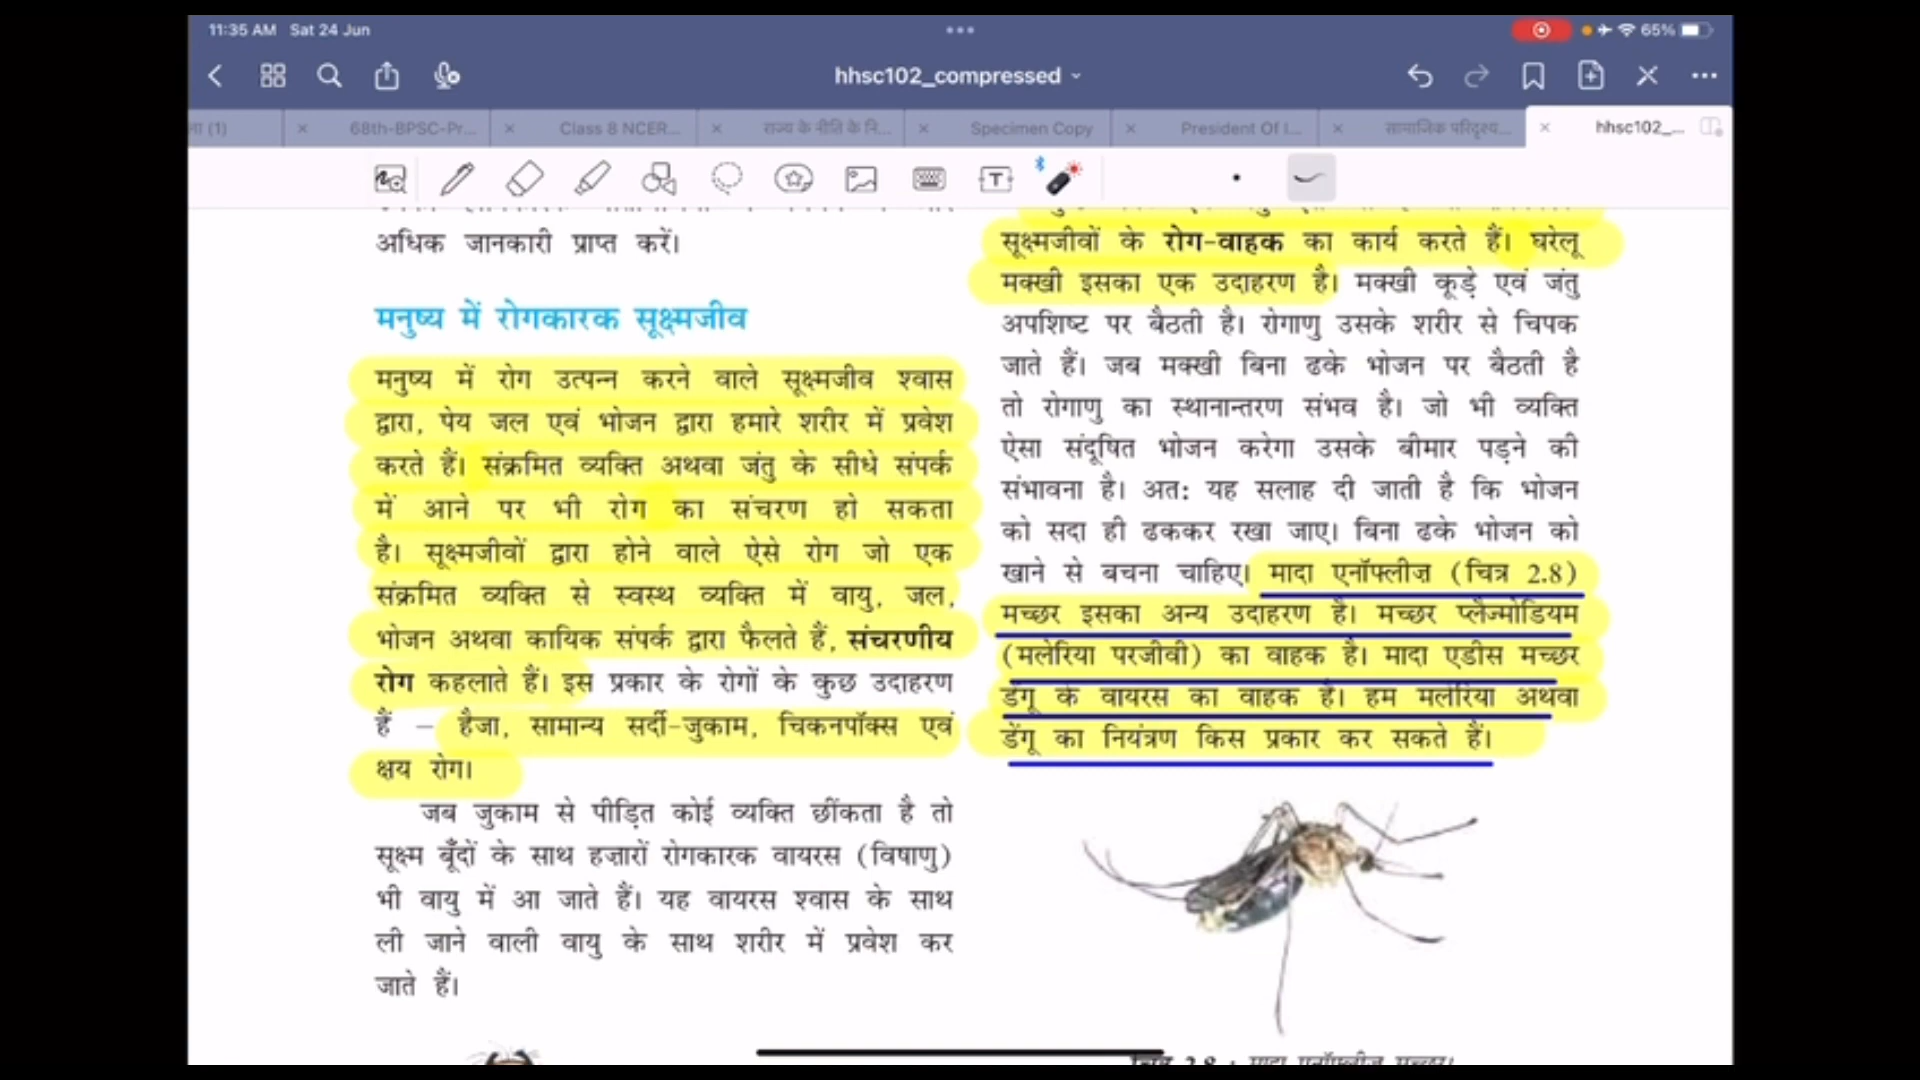 11:35 AM Sat 24 Jun
65%
hhsc102_compressed
(1)
68th-BPSC-Pr...
Class 8 NCER...
राज्य के नीति के नि...
Specimen Copy
President Of I...
सामाजिक परिदृश्य...
hhsc102_...
अधिक जानकारी प्राप्त करें।
मनुष्य में रोगकारक सूक्ष्मजीव
मनुष्य में रोग उत्पन्न करने वाले सूक्ष्मजीव श्वास
द्वारा, पेय जल एवं भोजन द्वारा हमारे शरीर में प्रवेश
करते हैं। संक्रमित व्यक्ति अथवा जंतु के सीधे संपर्क
में आने पर भी रोग का संचरण हो सकता
है। सूक्ष्मजीवों द्वारा होने वाले ऐसे रोग जो एक
संक्रमित व्यक्ति से स्वस्थ व्यक्ति में वायु, जल,
भोजन अथवा कायिक संपर्क द्वारा फैलते हैं, संचरणीय
रोग कहलाते हैं। इस प्रकार के रोगों के कुछ उदाहरण
हैं – हैजा, सामान्य सर्दी-जुकाम, चिकनपॉक्स एवं
क्षय रोग।
जब जुकाम से पीड़ित कोई व्यक्ति छींकता है तो
सूक्ष्म बूँदों के साथ हज़ारों रोगकारक वायरस (विषाणु)
भी वायु में आ जाते हैं। यह वायरस श्वास के साथ
ली जाने वाली वायु के साथ शरीर में प्रवेश कर
जाते हैं।
सूक्ष्मजीवों के रोग-वाहक का कार्य करते हैं। घरेलू
मक्खी इसका एक उदाहरण है। मक्खी कूड़े एवं जंतु
अपशिष्ट पर बैठती है। रोगाणु उसके शरीर से चिपक
जाते हैं। जब मक्खी बिना ढके भोजन पर बैठती है
तो रोगाणु का स्थानान्तरण संभव है। जो भी व्यक्ति
ऐसा संदूषित भोजन करेगा उसके बीमार पड़ने की
संभावना है। अत: यह सलाह दी जाती है कि भोजन
को सदा ही ढककर रखा जाए। बिना ढके भोजन को
खाने से बचना चाहिए। मादा एनॉफ्लीज़ (चित्र 2.8)
मच्छर इसका अन्य उदाहरण है। मच्छर प्लैज्मोडियम
(मलेरिया परजीवी) का वाहक है। मादा एडीस मच्छर
डेंगू के वायरस का वाहक है। हम मलेरिया अथवा
डेंगू का नियंत्रण किस प्रकार कर सकते हैं।
चित्र 2.8 : मादा एनॉफ्लीज़ मच्छर।